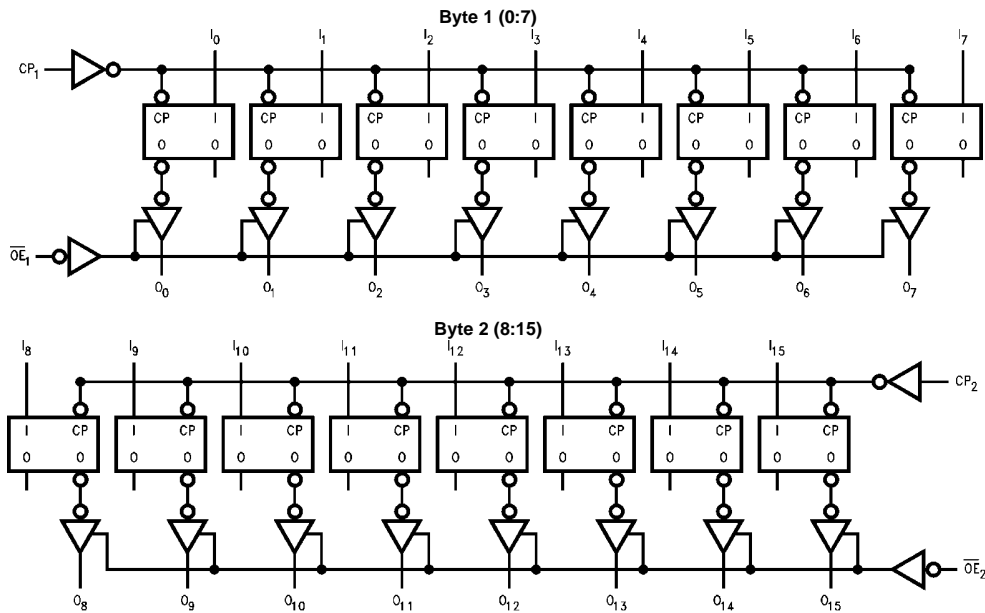 Byte 1 (0:7)
I0 I1 I2 I3 I4 I5 I6 I7
CP1
CP I CP I CP I CP I CP I CP I CP I CP I
O O O O O O O O O O O O O O O O
OE1
O0 O1 O2 O3 O4 O5 O6 O7
Byte 2 (8:15)
I8 I9 I10 I11 I12 I13 I14 I15
CP2
I CP I CP I CP I CP I CP I CP I CP I CP
O O O O O O O O O O O O O O O O
OE2
O8 O9 O10 O11 O12 O13 O14 O15